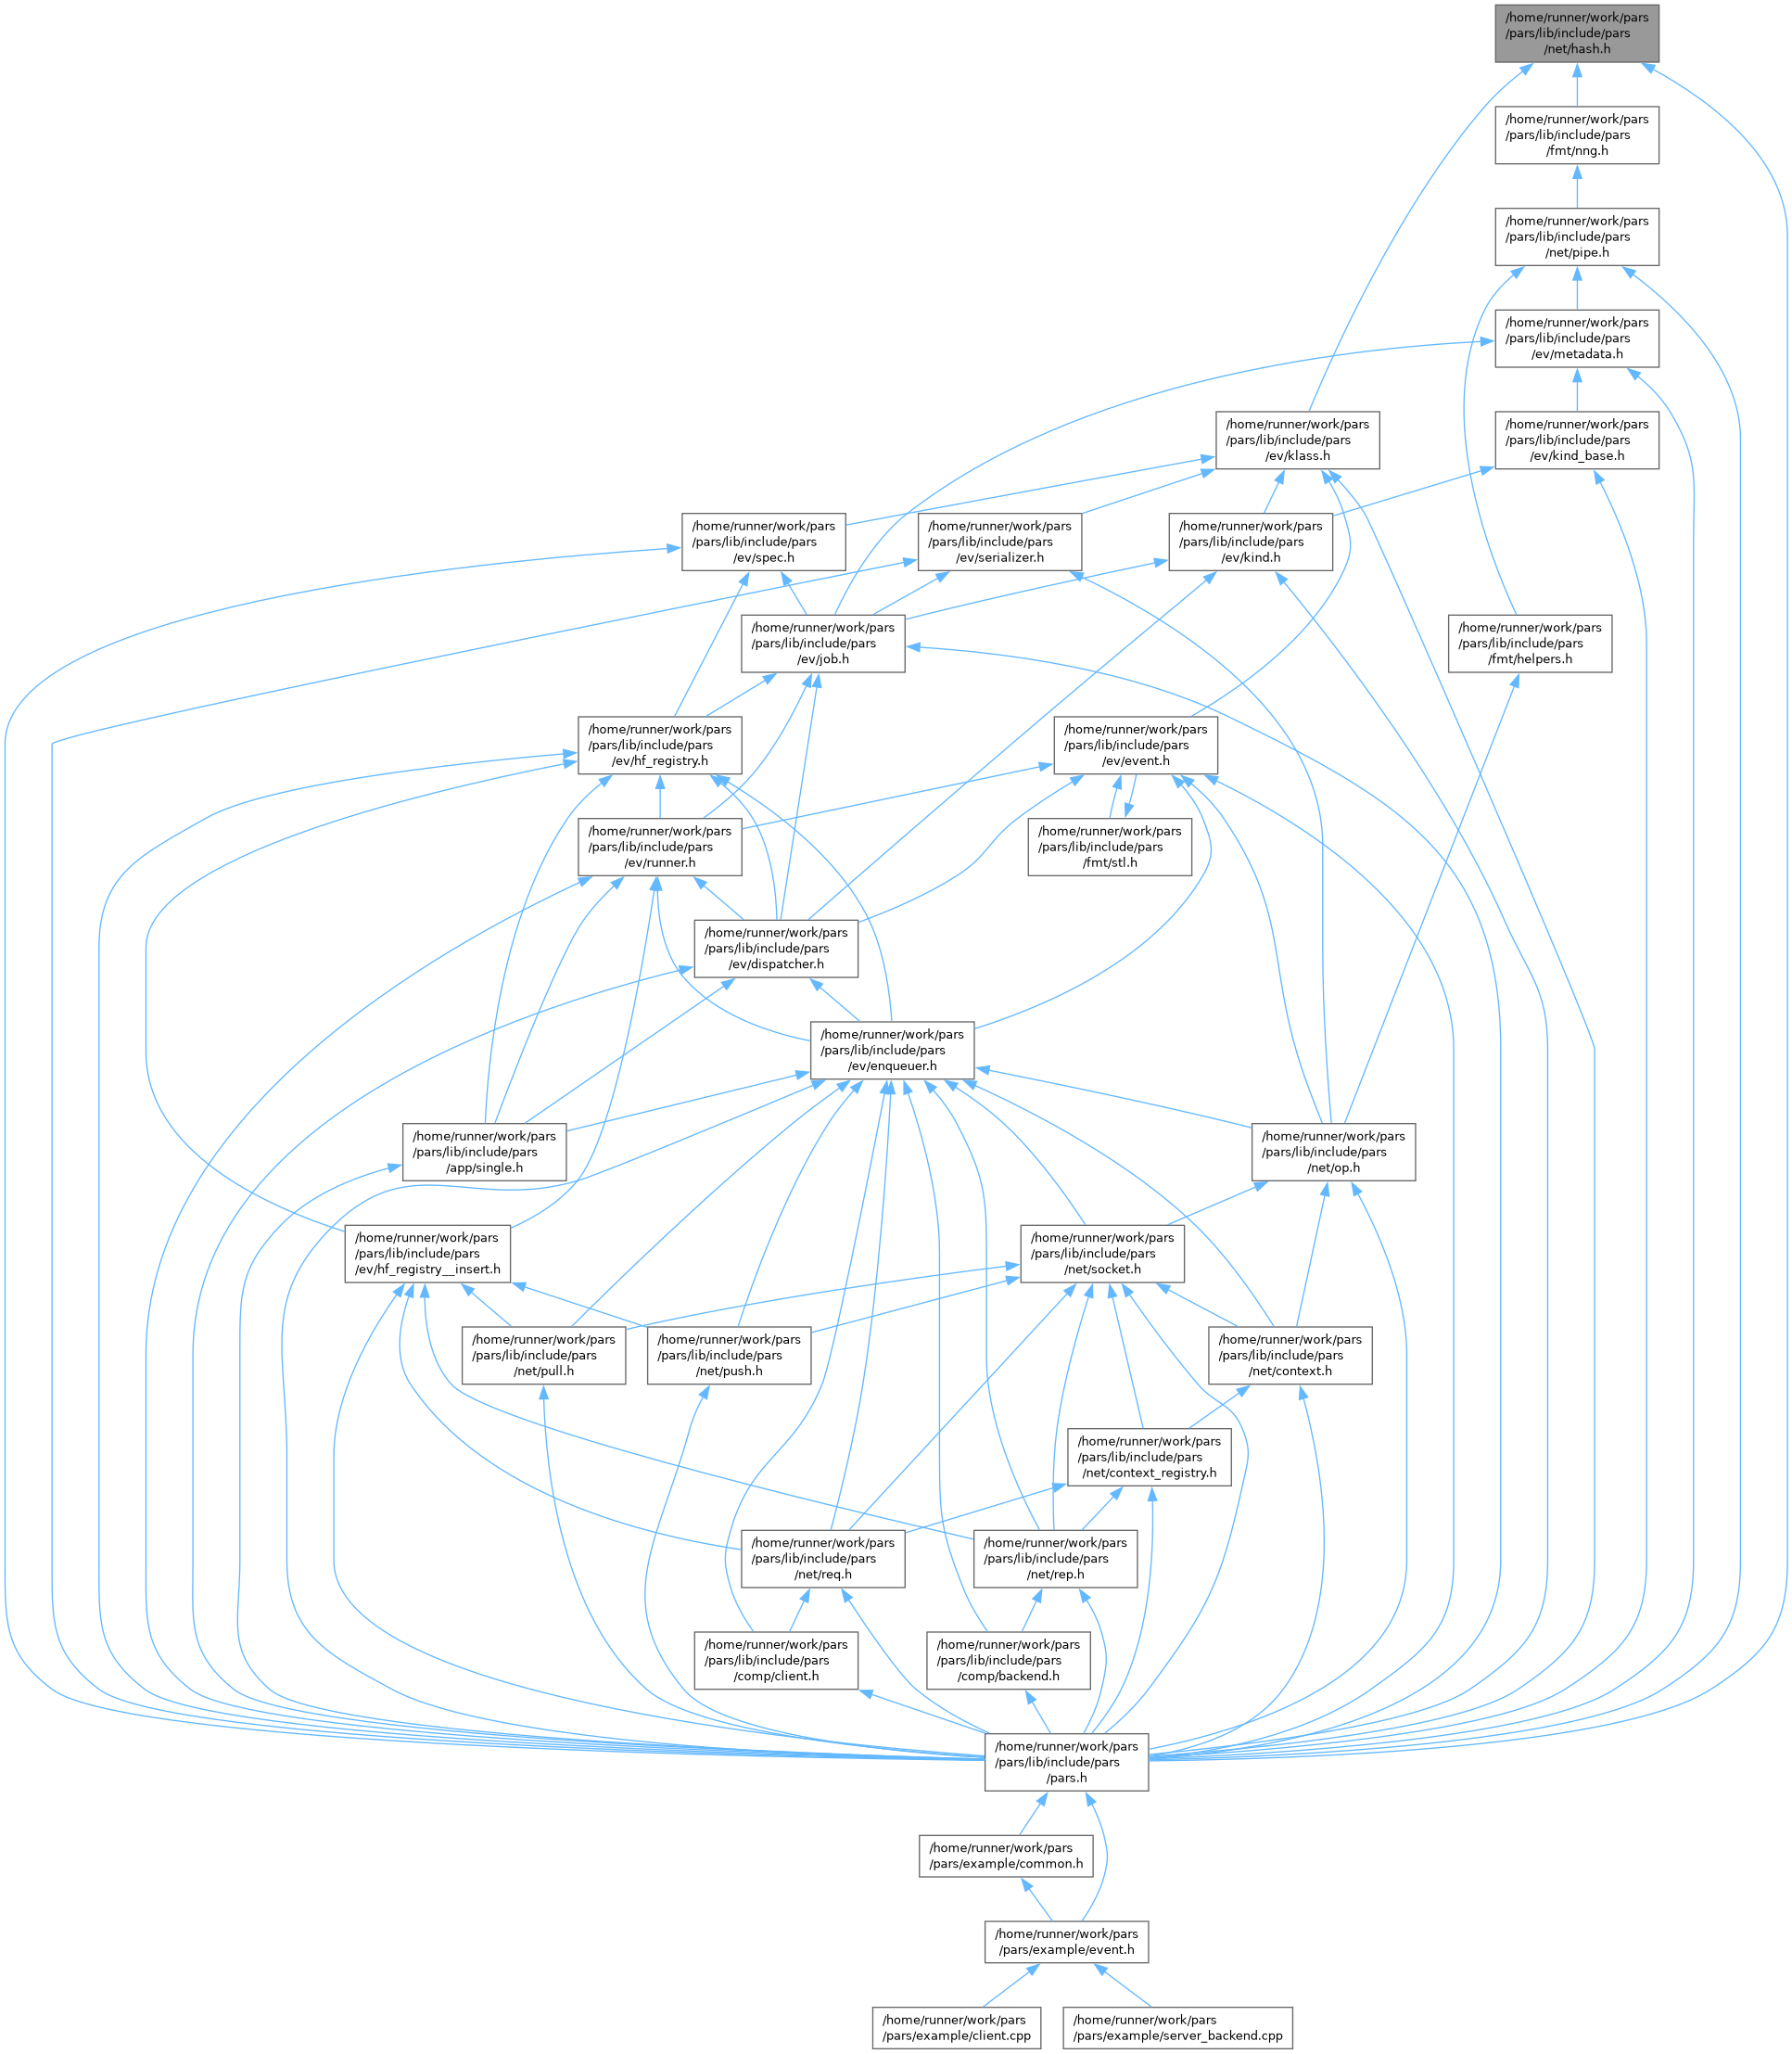 /home/runner/work/pars
/pars/lib/include/pars
/net/hash.h
/home/runner/work/pars
/pars/lib/include/pars
/fmt/nng.h
/home/runner/work/pars
/pars/lib/include/pars
/net/pipe.h
/home/runner/work/pars
/pars/lib/include/pars
/ev/metadata.h
/home/runner/work/pars
/pars/lib/include/pars
/ev/klass.h
/home/runner/work/pars
/pars/lib/include/pars
/ev/kind_base.h
/home/runner/work/pars
/pars/lib/include/pars
/ev/spec.h
/home/runner/work/pars
/pars/lib/include/pars
/ev/serializer.h
/home/runner/work/pars
/pars/lib/include/pars
/ev/kind.h
/home/runner/work/pars
/pars/lib/include/pars
/ev/job.h
/home/runner/work/pars
/pars/lib/include/pars
/fmt/helpers.h
/home/runner/work/pars
/pars/lib/include/pars
/ev/hf_registry.h
/home/runner/work/pars
/pars/lib/include/pars
/ev/event.h
/home/runner/work/pars
/pars/lib/include/pars
/ev/runner.h
/home/runner/work/pars
/pars/lib/include/pars
/fmt/stl.h
/home/runner/work/pars
/pars/lib/include/pars
/ev/dispatcher.h
/home/runner/work/pars
/pars/lib/include/pars
/ev/enqueuer.h
/home/runner/work/pars
/pars/lib/include/pars
/app/single.h
/home/runner/work/pars
/pars/lib/include/pars
/net/op.h
/home/runner/work/pars
/pars/lib/include/pars
/ev/hf_registry__insert.h
/home/runner/work/pars
/pars/lib/include/pars
/net/socket.h
/home/runner/work/pars
/pars/lib/include/pars
/net/pull.h
/home/runner/work/pars
/pars/lib/include/pars
/net/push.h
/home/runner/work/pars
/pars/lib/include/pars
/net/context.h
/home/runner/work/pars
/pars/lib/include/pars
/net/context_registry.h
/home/runner/work/pars
/pars/lib/include/pars
/net/req.h
/home/runner/work/pars
/pars/lib/include/pars
/net/rep.h
/home/runner/work/pars
/pars/lib/include/pars
/comp/client.h
/home/runner/work/pars
/pars/lib/include/pars
/comp/backend.h
/home/runner/work/pars
/pars/lib/include/pars
/pars.h
/home/runner/work/pars
/pars/example/common.h
/home/runner/work/pars
/pars/example/event.h
/home/runner/work/pars
/pars/example/client.cpp
/home/runner/work/pars
/pars/example/server_backend.cpp